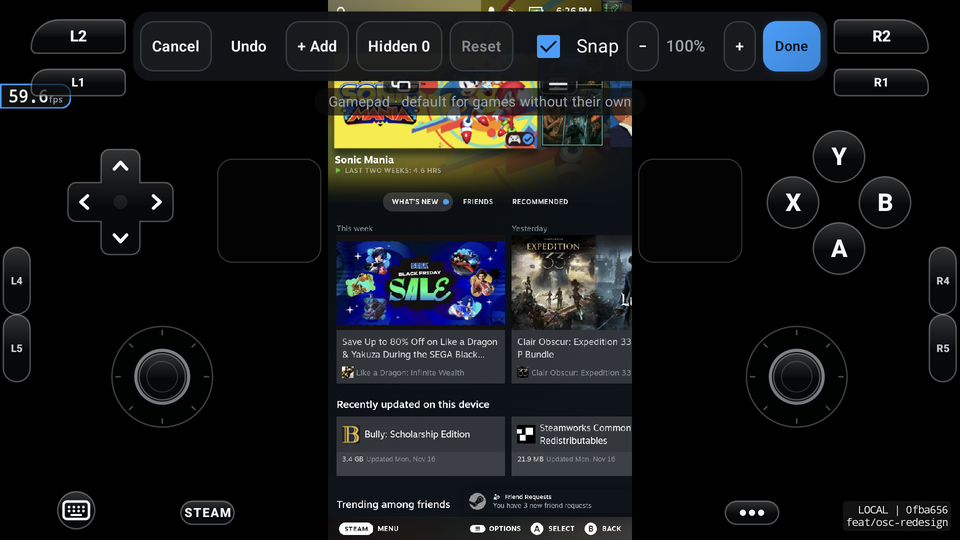 6:26 PM
L2
Cancel
Undo
+ Add
Hidden 0
Reset
Snap
−
100%
+
Done
R2
L1
R1
59.6fps
Gamepad · default for games without their own
MANIA
Sonic Mania
LAST TWO WEEKS: 4.6 HRS
Y
X
B
A
WHAT'S NEW
FRIENDS
RECOMMENDED
This week
Yesterday
SEGA
BLACK FRIDAY
SALE
EXPEDITION
33
L4
R4
L5
R5
Save Up to 80% Off on Like a Dragon
& Yakuza During the SEGA Black...
Like a Dragon: Infinite Wealth
Clair Obscur: Expedition 33
P Bundle
Clair Obscur: Expedition 33
Recently updated on this device
B
Bully: Scholarship Edition
3.4 GB Updated Mon, Nov 16
Steamworks Common
Redistributables
21.9 MB Updated Mon, Nov 16
Trending among friends
Friend Requests
You have 3 new friend requests
STEAM
STEAM MENU
OPTIONS
A SELECT
B BACK
LOCAL | 0fba656
feat/osc-redesign